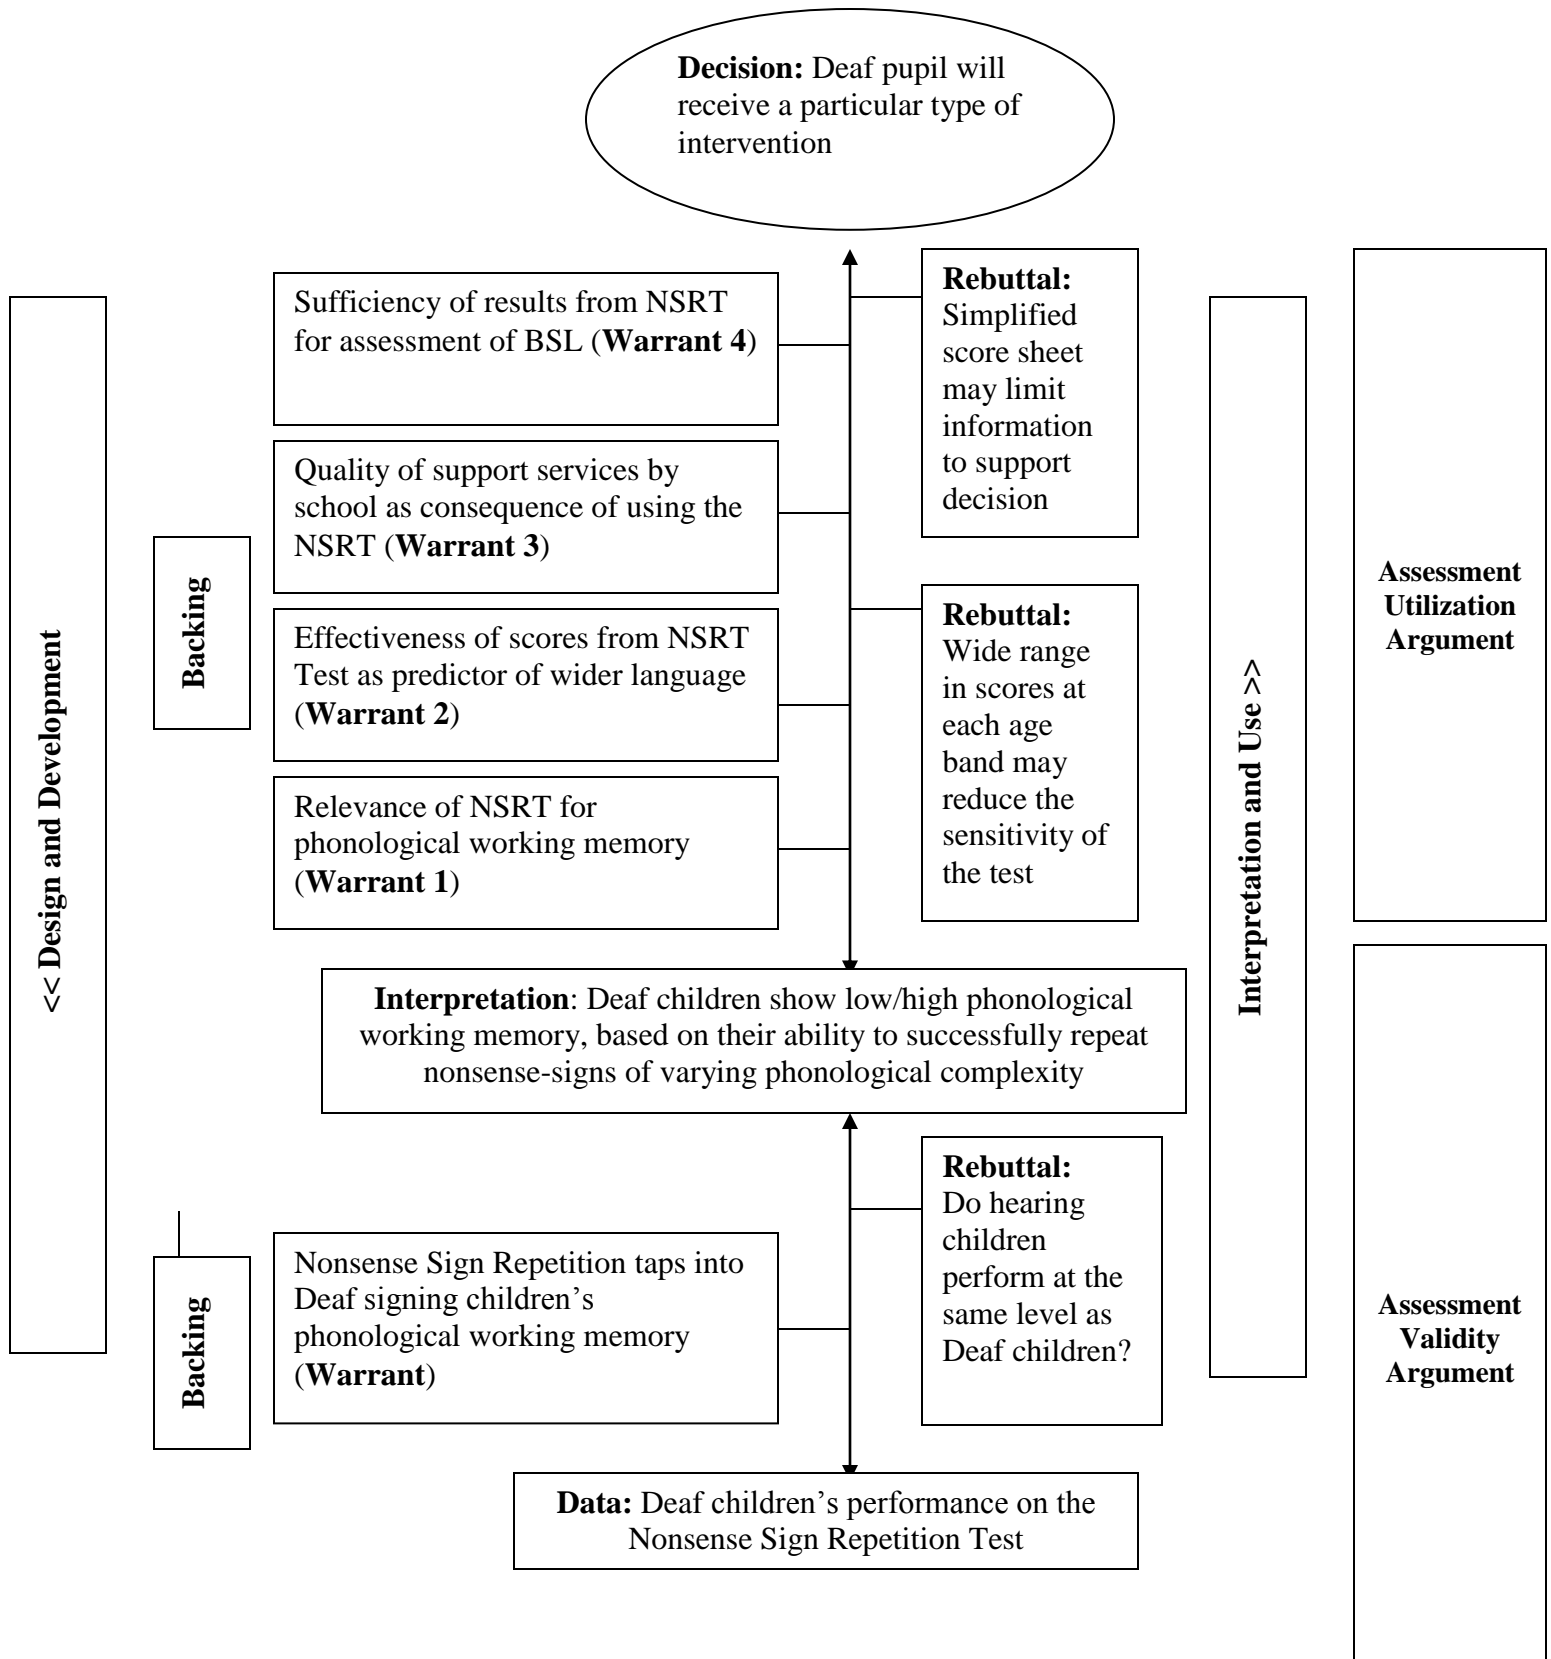 Decision: Deaf pupil will
receive a particular type of
intervention
<< Design and Development
Backing
Sufficiency of results from NSRT
for assessment of BSL (Warrant 4)
Quality of support services by
school as consequence of using the
NSRT (Warrant 3)
Effectiveness of scores from NSRT
Test as predictor of wider language
(Warrant 2)
Relevance of NSRT for
phonological working memory
(Warrant 1)
Rebuttal:
Simplified
score sheet
may limit
information
to support
decision
Rebuttal:
Wide range
in scores at
each age
band may
reduce the
sensitivity of
the test
Interpretation and Use >>
Assessment
Utilization
Argument
Interpretation: Deaf children show low/high phonological
working memory, based on their ability to successfully repeat
nonsense-signs of varying phonological complexity
Backing
Nonsense Sign Repetition taps into
Deaf signing children’s
phonological working memory
(Warrant)
Rebuttal:
Do hearing
children
perform at the
same level as
Deaf children?
Assessment
Validity
Argument
Data: Deaf children’s performance on the
Nonsense Sign Repetition Test